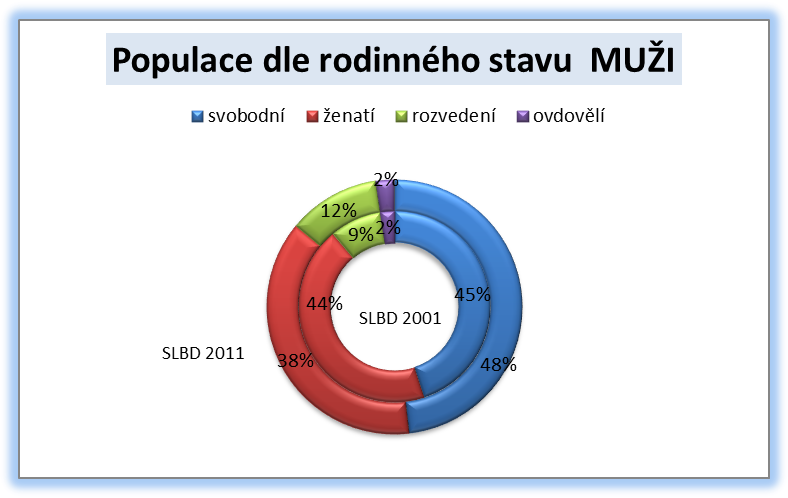 Populace dle rodinného stavu  MUŽI
svobodní ženatí rozvedení ovdovělí
2%
12%
9% 2%
44% 45%
SLBD 2001
SLBD 2011
38% 48%